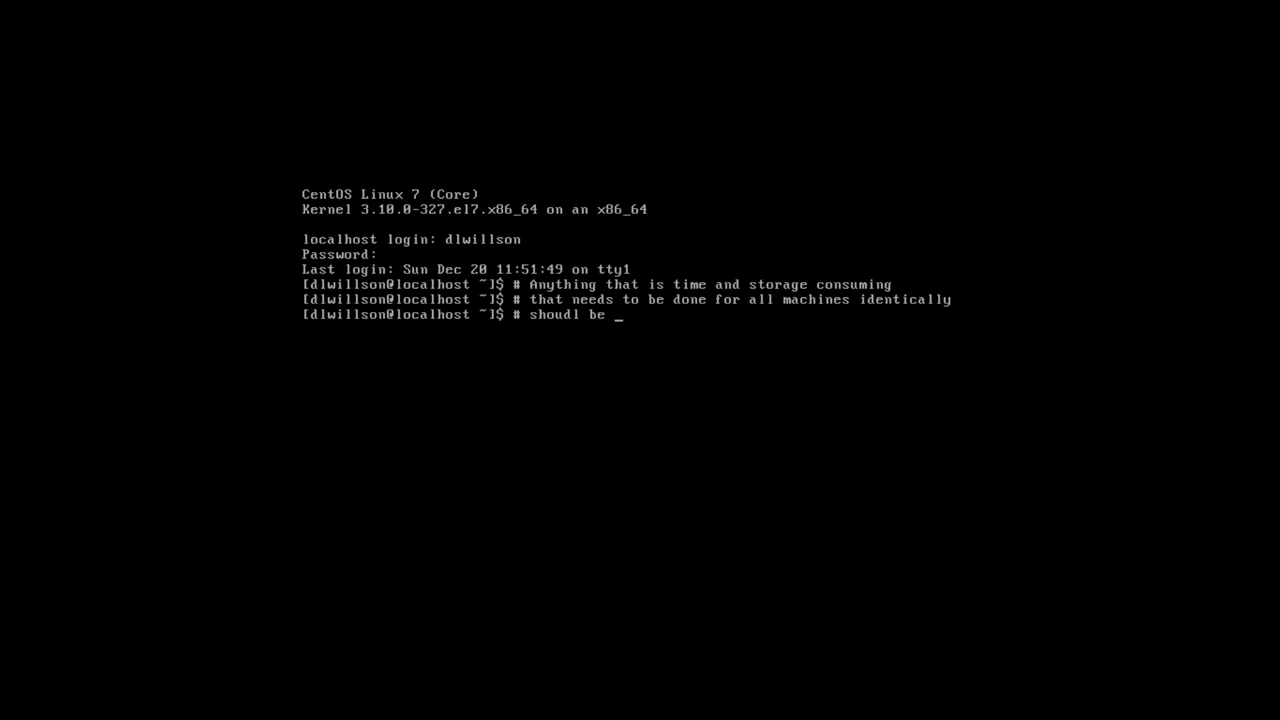 CentOS Linux 7 (Core)
Kernel 3.10.0-327.el7.x86_64 on an x86_64
localhost login: dlwillson
Password:
Last login: Sun Dec 20 11:51:49 on tty1
[dlwillson@localhost ~]$ # Anything that is time and storage consuming
[dlwillson@localhost ~]$ # that needs to be done for all machines identically
[dlwillson@localhost ~]$ # shoudl be _